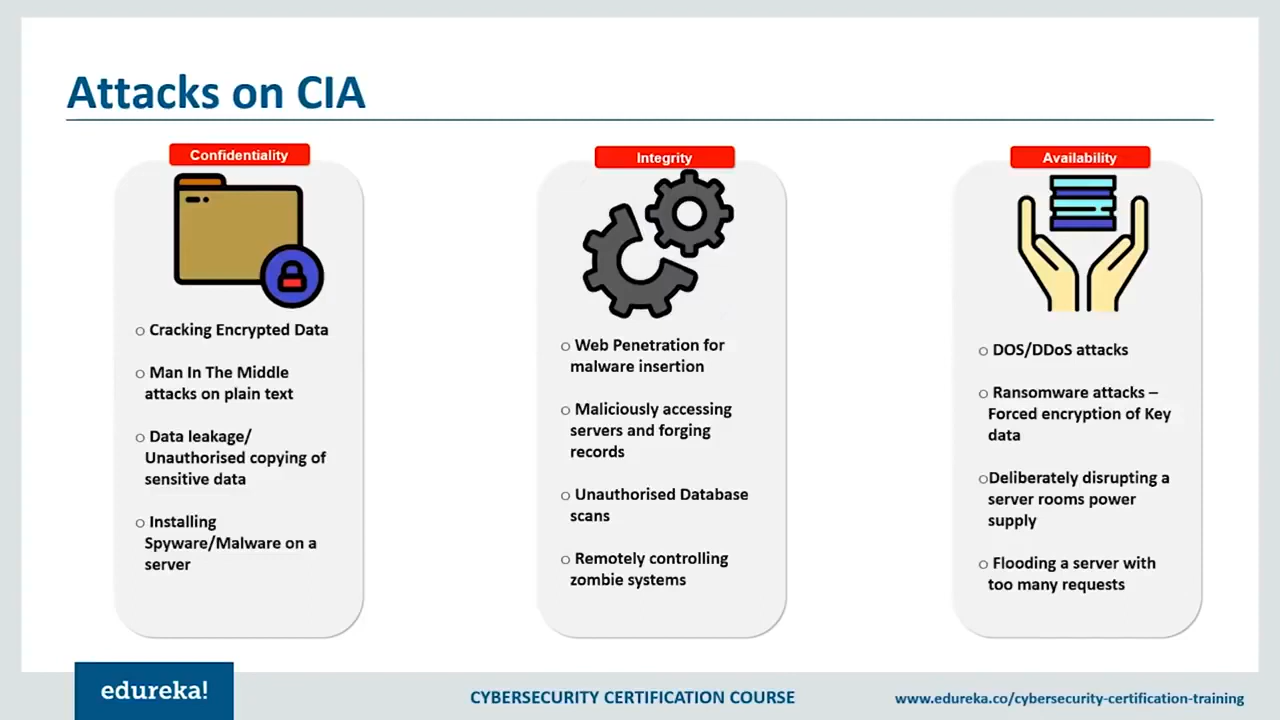 Attacks on CIA
Confidentiality
○ Cracking Encrypted Data
○ Man In The Middle
attacks on plain text
○ Data leakage/
Unauthorised copying of
sensitive data
○ Installing
Spyware/Malware on a
server
Integrity
○ Web Penetration for
malware insertion
○ Maliciously accessing
servers and forging
records
○ Unauthorised Database
scans
○ Remotely controlling
zombie systems
Availability
○ DOS/DDoS attacks
○ Ransomware attacks –
Forced encryption of Key
data
○Deliberately disrupting a
server rooms power
supply
○ Flooding a server with
too many requests
edureka!
CYBERSECURITY CERTIFICATION COURSE
www.edureka.co/cybersecurity-certification-training